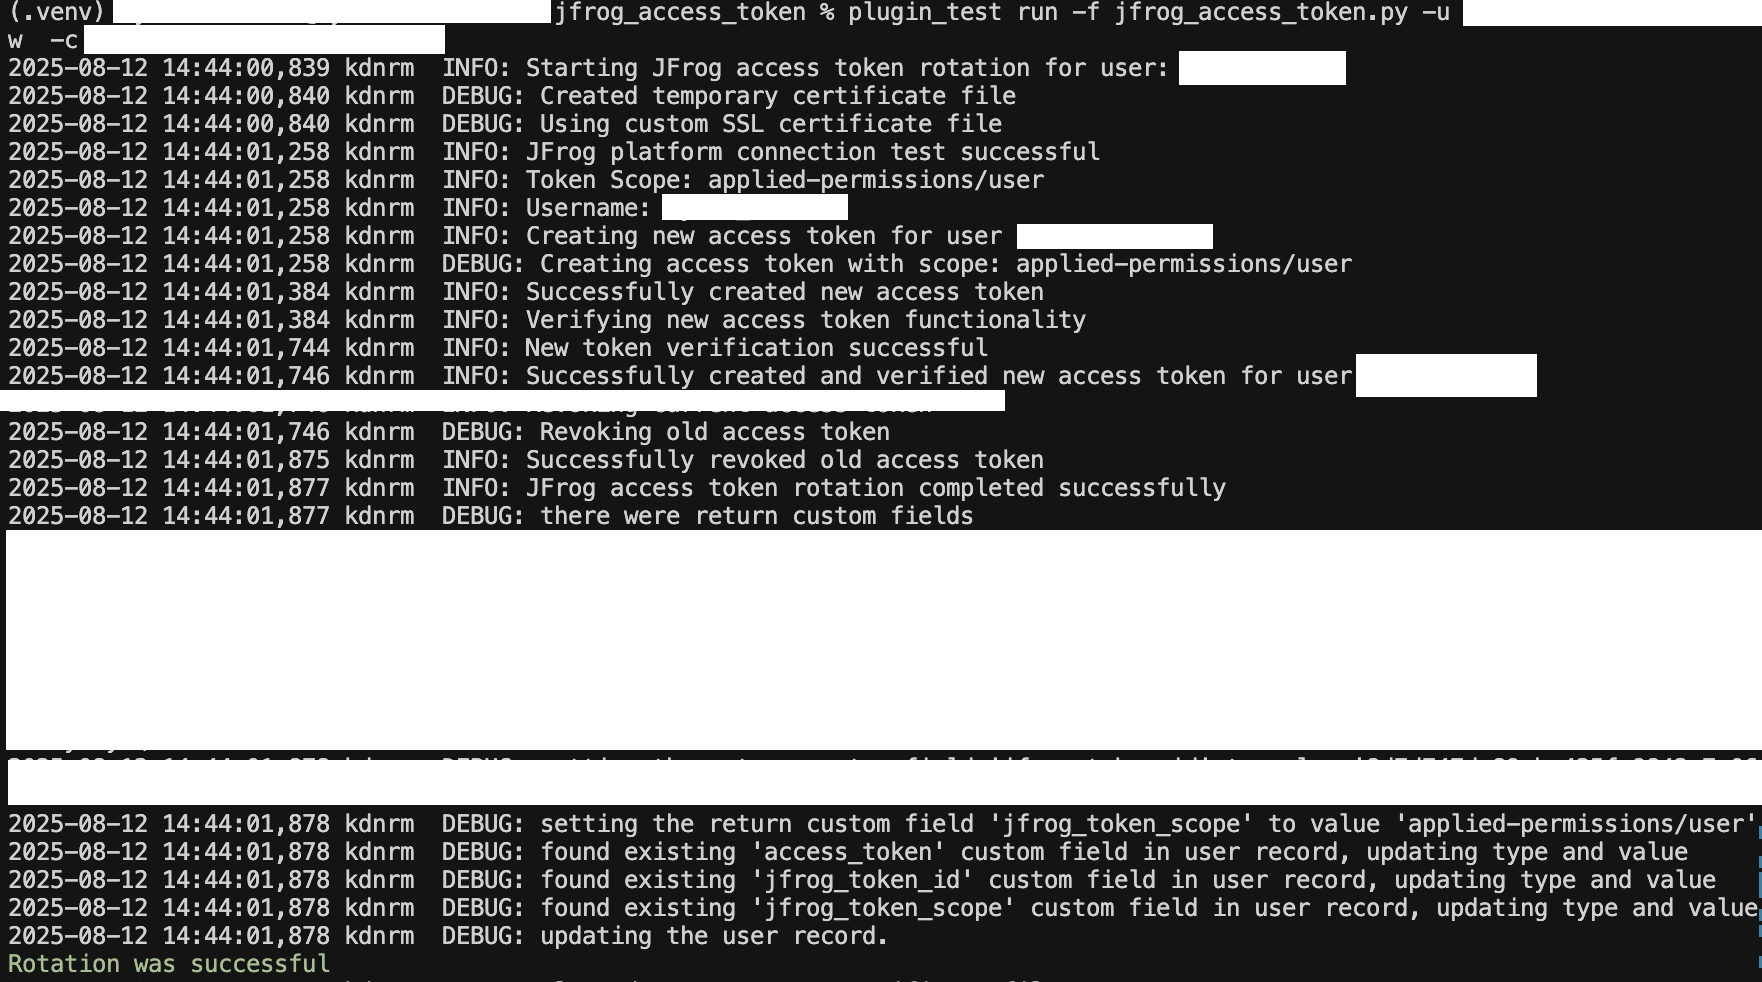 (.venv) jfrog_access_token % plugin_test run -f jfrog_access_token.py -u
w -c
2025-08-12 14:44:00,839 kdnrm INFO: Starting JFrog access token rotation for user:
2025-08-12 14:44:00,840 kdnrm DEBUG: Created temporary certificate file
2025-08-12 14:44:00,840 kdnrm DEBUG: Using custom SSL certificate file
2025-08-12 14:44:01,258 kdnrm INFO: JFrog platform connection test successful
2025-08-12 14:44:01,258 kdnrm INFO: Token Scope: applied-permissions/user
2025-08-12 14:44:01,258 kdnrm INFO: Username:
2025-08-12 14:44:01,258 kdnrm INFO: Creating new access token for user
2025-08-12 14:44:01,258 kdnrm DEBUG: Creating access token with scope: applied-permissions/user
2025-08-12 14:44:01,384 kdnrm INFO: Successfully created new access token
2025-08-12 14:44:01,384 kdnrm INFO: Verifying new access token functionality
2025-08-12 14:44:01,744 kdnrm INFO: New token verification successful
2025-08-12 14:44:01,746 kdnrm INFO: Successfully created and verified new access token for user
2025-08-12 14:44:01,746 kdnrm DEBUG: Revoking old access token
2025-08-12 14:44:01,875 kdnrm INFO: Successfully revoked old access token
2025-08-12 14:44:01,877 kdnrm INFO: JFrog access token rotation completed successfully
2025-08-12 14:44:01,877 kdnrm DEBUG: there were return custom fields
2025-08-12 14:44:01,878 kdnrm DEBUG: setting the return custom field 'jfrog_token_scope' to value 'applied-permissions/user'
2025-08-12 14:44:01,878 kdnrm DEBUG: found existing 'access_token' custom field in user record, updating type and value
2025-08-12 14:44:01,878 kdnrm DEBUG: found existing 'jfrog_token_id' custom field in user record, updating type and value
2025-08-12 14:44:01,878 kdnrm DEBUG: found existing 'jfrog_token_scope' custom field in user record, updating type and value
2025-08-12 14:44:01,878 kdnrm DEBUG: updating the user record.
Rotation was successful